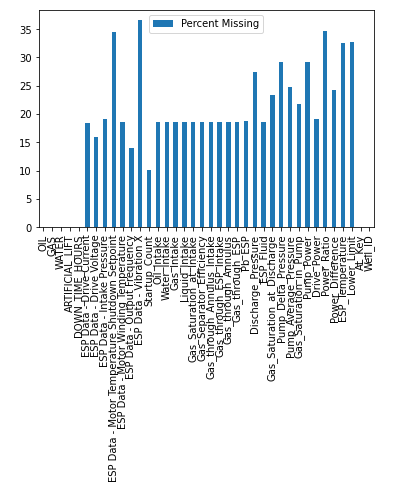 Percent Missing
35
30
25
20
15
10
5
0
OIL
GAS
WATER
ARTIFICIAL_LIFT
DOWN_TIME_HOURS
ESP Data - Drive Current
ESP Data - Drive Voltage
ESP Data - Intake Pressure
ESP Data - Motor Temperature Shutdown Setpoint
ESP Data - Motor Winding Temperature
ESP Data - Output Frequency
ESP Data - Vibration X
Startup_Count
Oil_Intake
Water_Intake
Gas_Intake
Liquid_Intake
Gas_Saturation_at_Intake
Gas_Separator_Efficiency
Gas_through_Annulus_Intake
Gas_through_ESP_Intake
Gas_through_Annulus
Gas_through_ESP
Pb_ESP
Discharge_Pressure
ESP_Fluid
Gas_Saturation_at_Discharge
Pump_Delta_Pressure
Pump_Average_Pressure
Gas_Saturation_in_Pump
Pump_Power
Drive_Power
Power_Ratio
Power_Difference
ESP_Temperature
Lower_Limit
At_Key
Well_ID